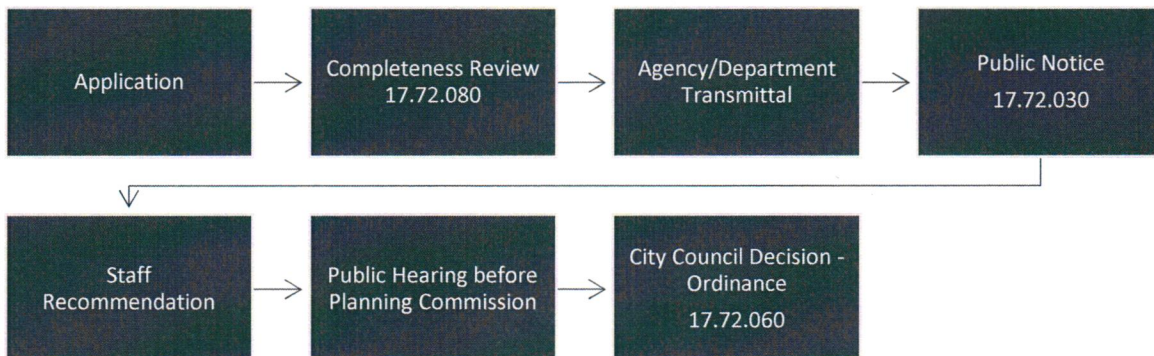 Application
Completeness Review
17.72.080
Agency/Department
Transmittal
Public Notice
17.72.030
Staff
Recommendation
Public Hearing before
Planning Commission
City Council Decision -
Ordinance
17.72.060